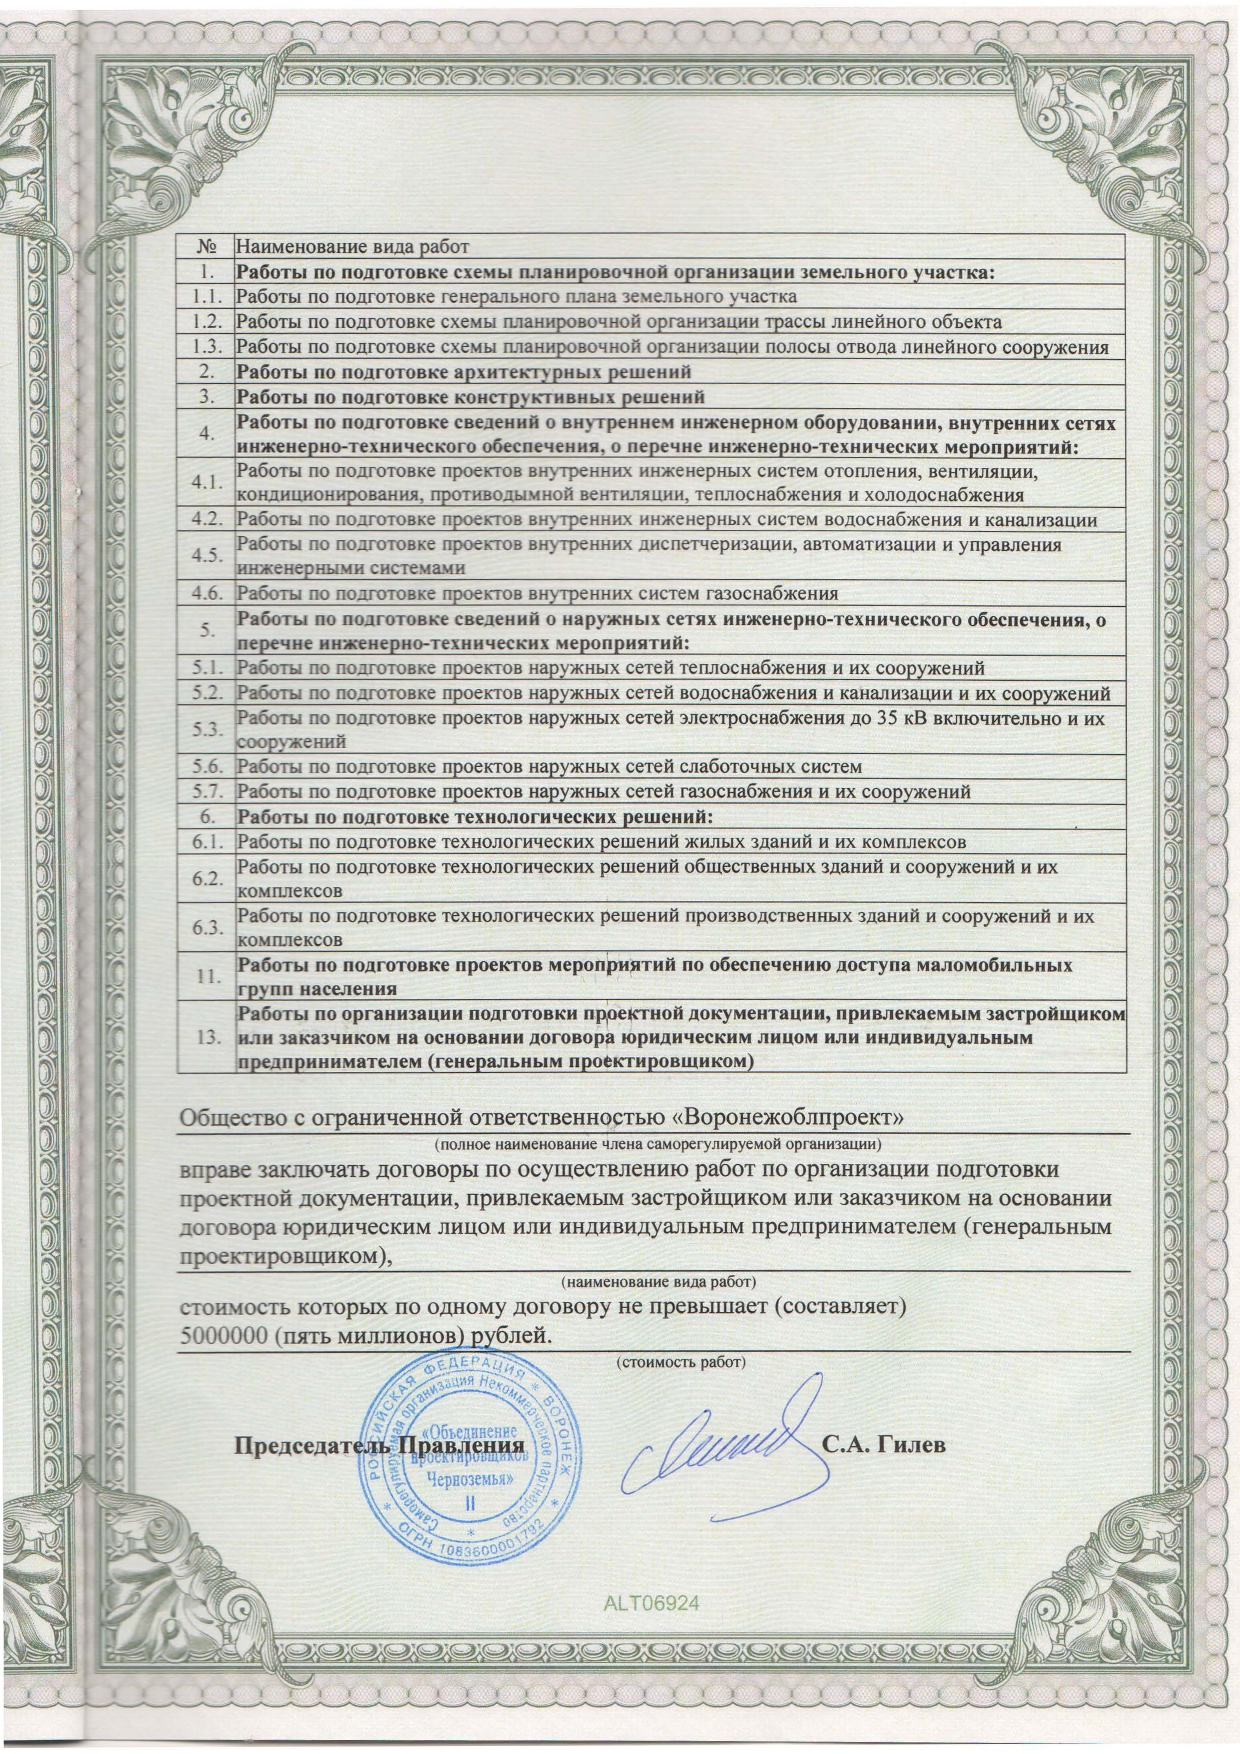 № Наименование вида работ
1. Работы по подготовке схемы планировочной организации земельного участка:
1.1. Работы по подготовке генерального плана земельного участка
1.2. Работы по подготовке схемы планировочной организации трассы линейного объекта
1.3. Работы по подготовке схемы планировочной организации полосы отвода линейного сооружения
2. Работы по подготовке архитектурных решений
3. Работы по подготовке конструктивных решений
4. Работы по подготовке сведений о внутреннем инженерном оборудовании, внутренних сетях
инженерно-технического обеспечения, о перечне инженерно-технических мероприятий:
4.1. Работы по подготовке проектов внутренних инженерных систем отопления, вентиляции,
кондиционирования, противодымной вентиляции, теплоснабжения и холодоснабжения
4.2. Работы по подготовке проектов внутренних инженерных систем водоснабжения и канализации
4.5. Работы по подготовке проектов внутренних диспетчеризации, автоматизации и управления
инженерными системами
4.6. Работы по подготовке проектов внутренних систем газоснабжения
5. Работы по подготовке сведений о наружных сетях инженерно-технического обеспечения, о
перечне инженерно-технических мероприятий:
5.1. Работы по подготовке проектов наружных сетей теплоснабжения и их сооружений
5.2. Работы по подготовке проектов наружных сетей водоснабжения и канализации и их сооружений
5.3. Работы по подготовке проектов наружных сетей электроснабжения до 35 кВ включительно и их
сооружений
5.6. Работы по подготовке проектов наружных сетей слаботочных систем
5.7. Работы по подготовке проектов наружных сетей газоснабжения и их сооружений
6. Работы по подготовке технологических решений:
6.1. Работы по подготовке технологических решений жилых зданий и их комплексов
6.2. Работы по подготовке технологических решений общественных зданий и сооружений и их
комплексов
6.3. Работы по подготовке технологических решений производственных зданий и сооружений и их
комплексов
11. Работы по подготовке проектов мероприятий по обеспечению доступа маломобильных
групп населения
13. Работы по организации подготовки проектной документации, привлекаемым застройщиком
или заказчиком на основании договора юридическим лицом или индивидуальным
предпринимателем (генеральным проектировщиком)
Общество с ограниченной ответственностью «Воронежоблпроект»
(полное наименование члена саморегулируемой организации)
вправе заключать договоры по осуществлению работ по организации подготовки
проектной документации, привлекаемым застройщиком или заказчиком на основании
договора юридическим лицом или индивидуальным предпринимателем (генеральным
проектировщиком),
(наименование вида работ)
стоимость которых по одному договору не превышает (составляет)
5000000 (пять миллионов) рублей.
(стоимость работ)
Председатель Правления С.А. Гилев
РОССИЙСКАЯ ФЕДЕРАЦИЯ * ВОРОНЕЖ *
ОГРН 1083600001792 *
Саморегулируемая организация Некоммерческое партнерство *
«Объединение
проектировщиков
Черноземья»
II
ALT06924